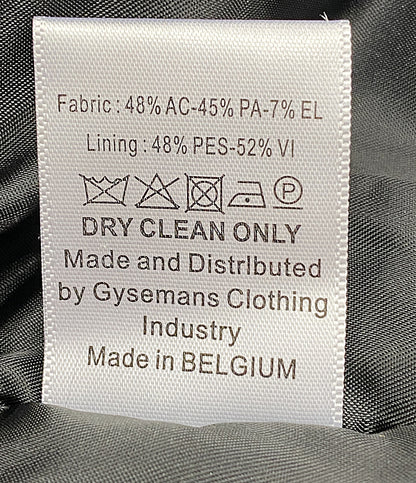 Fabric : 48% AC-45% PA-7% EL
Lining : 48% PES-52% VI
P
DRY CLEAN ONLY
Made and Distributed
by Gysemans Clothing
Industry
Made in BELGIUM